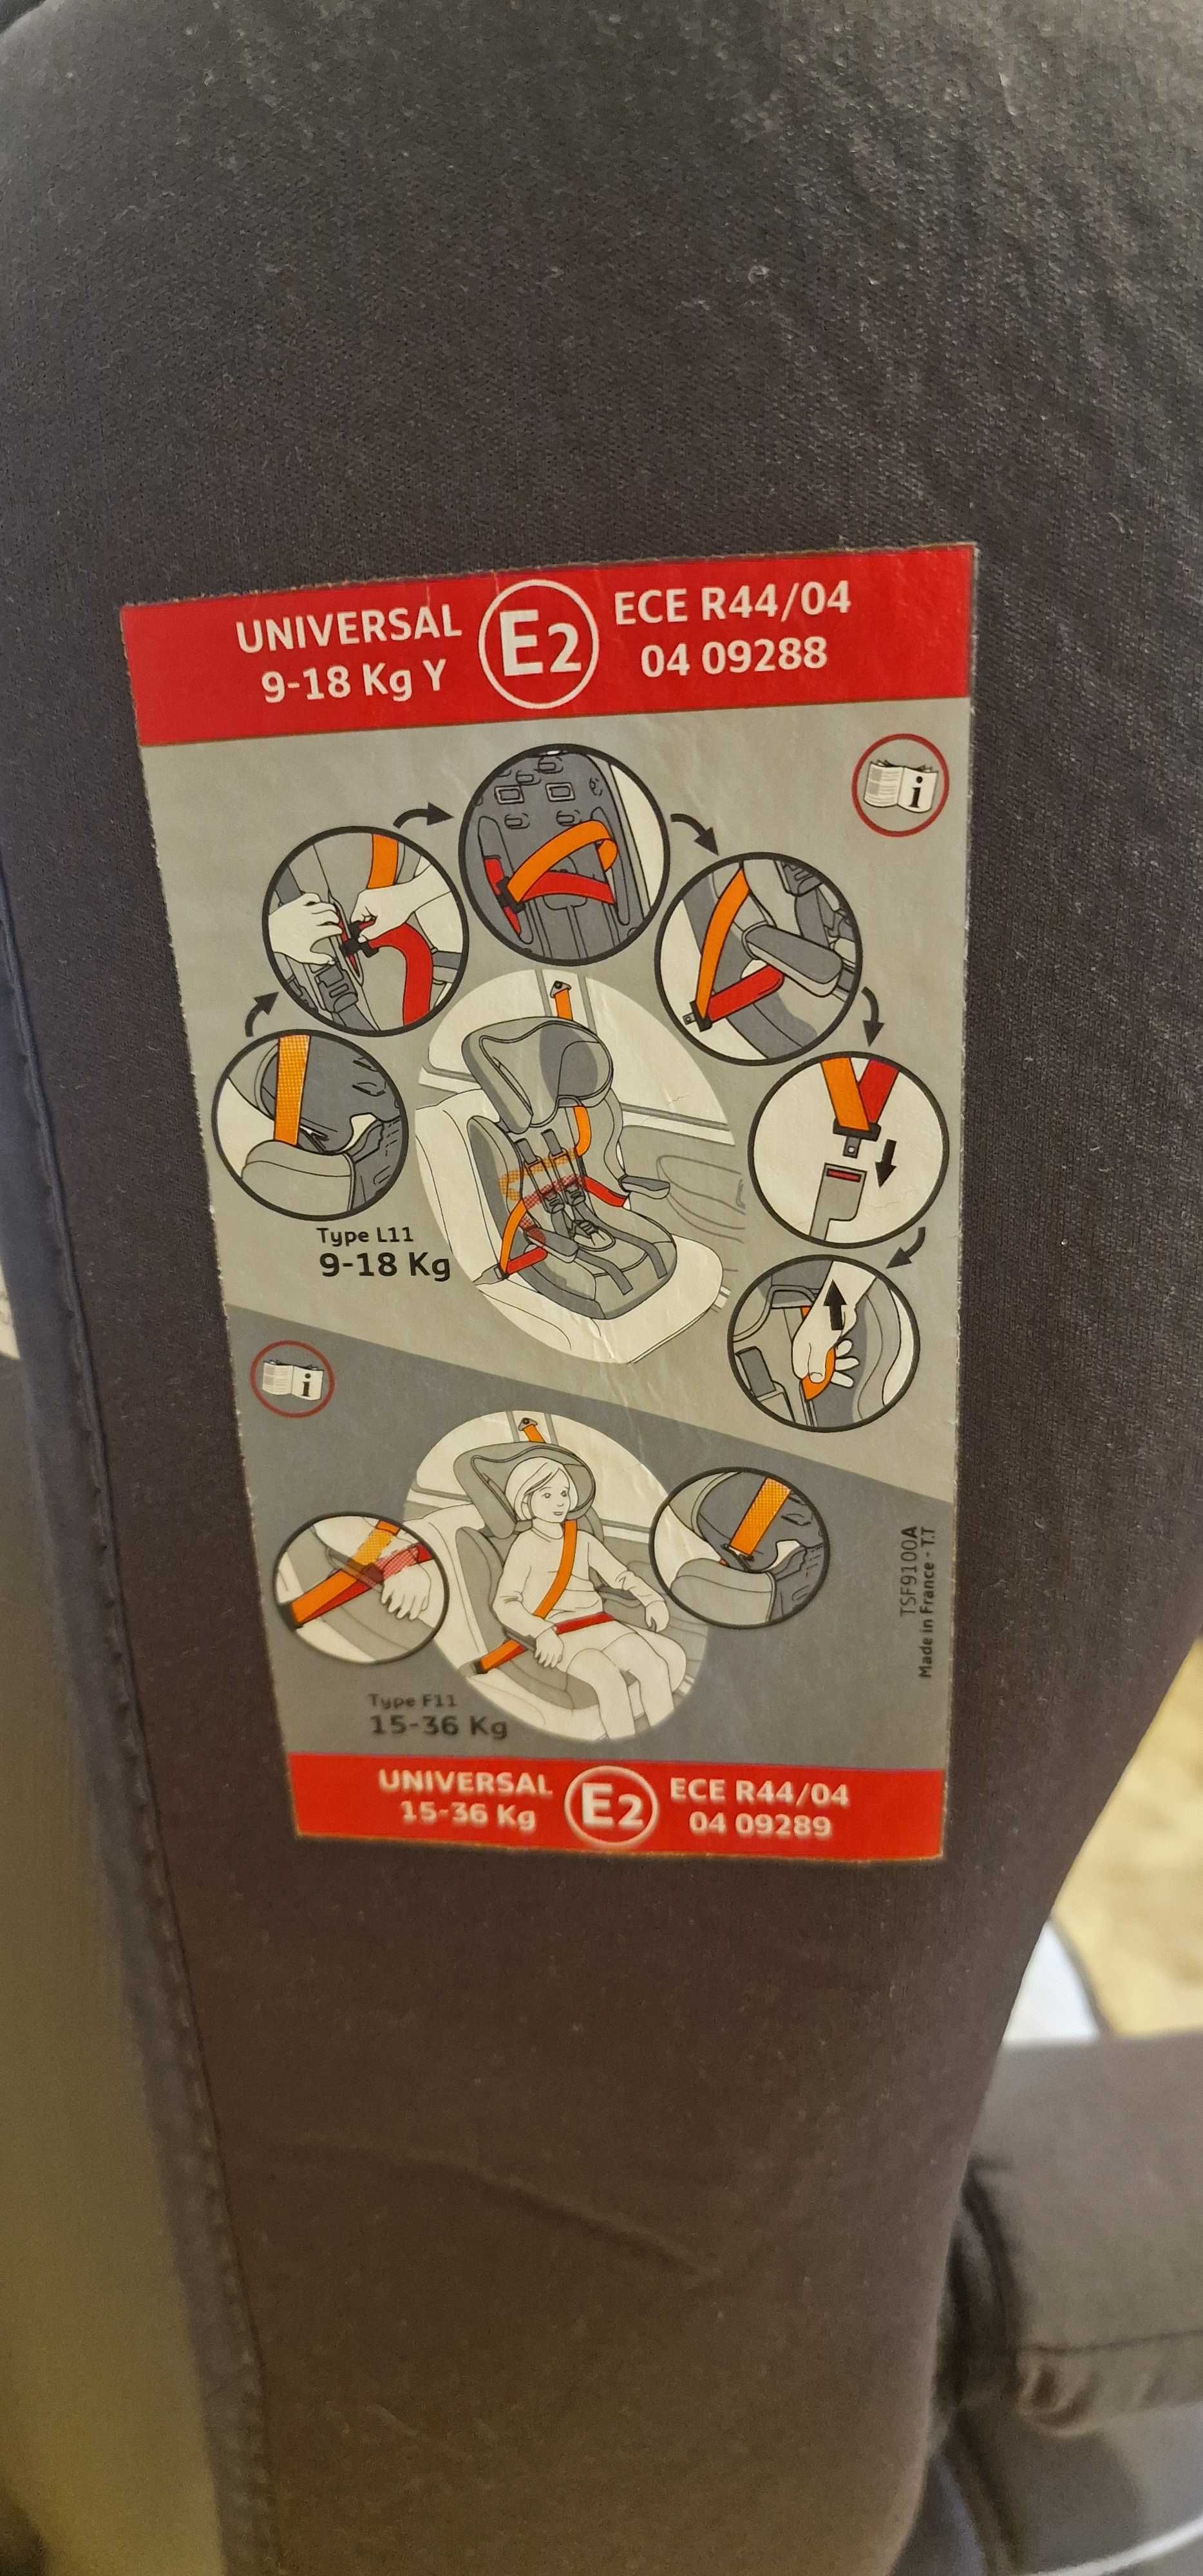 UNIVERSAL
9-18 Kg Y
E2
ECE R44/04
04 09288
i
Type L11
9-18 Kg
i
TSF9100A
Made in France - T.T
Type F11
15-36 Kg
UNIVERSAL
15-36 Kg
E2
ECE R44/04
04 09289